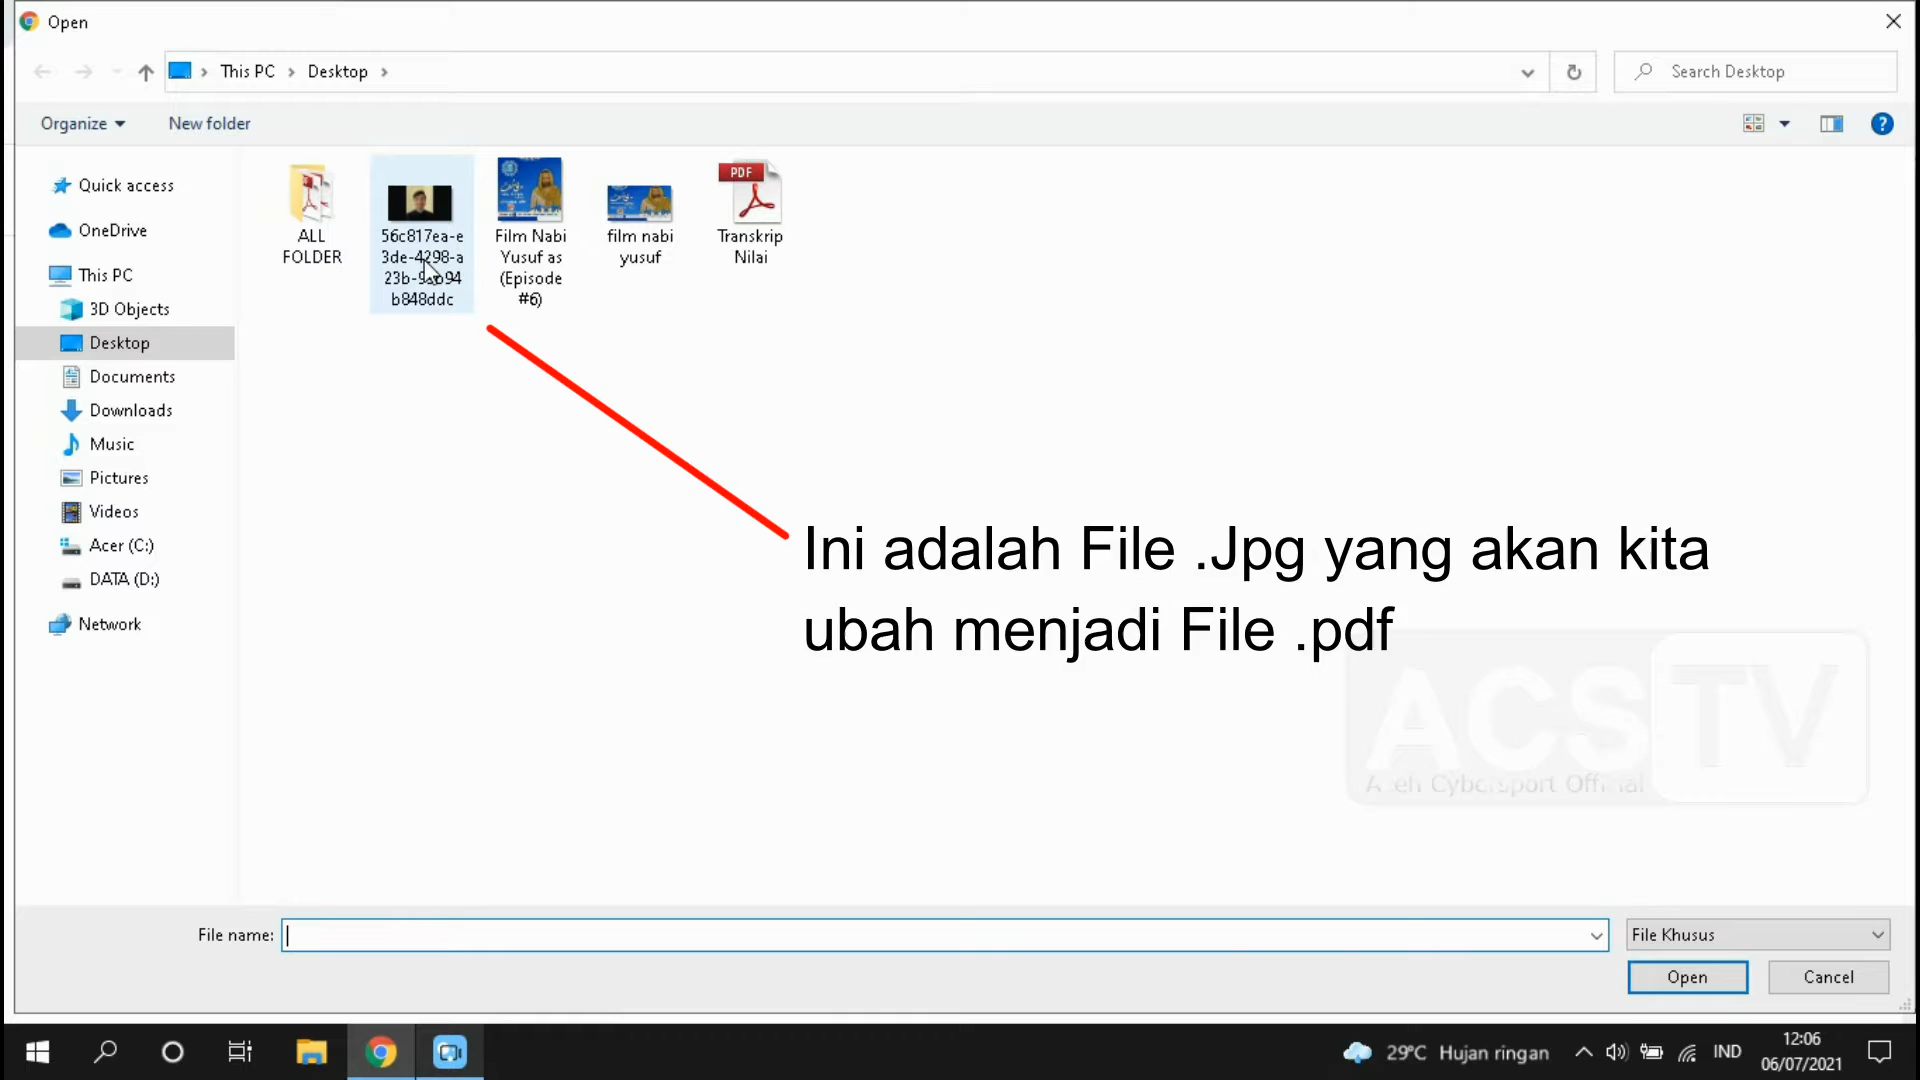 Open
This PC
Desktop
Search Desktop
Organize
New folder
Quick access
OneDrive
This PC
3D Objects
Desktop
Documents
Downloads
Music
Pictures
Videos
Acer (C:)
DATA (D:)
Network
ALL
FOLDER
56c817ea-e
3de-4298-a
b848ddc
Film Nabi
Yusuf as
(Episode
#6)
film nabi
yusuf
PDF
Transkrip
Nilai
Ini adalah File .Jpg yang akan kita
ubah menjadi File .pdf
ACS TV
Aceh Cybersport Official
File name:
File Khusus
Open
Cancel
29°C Hujan ringan
IND
12:06
06/07/2021